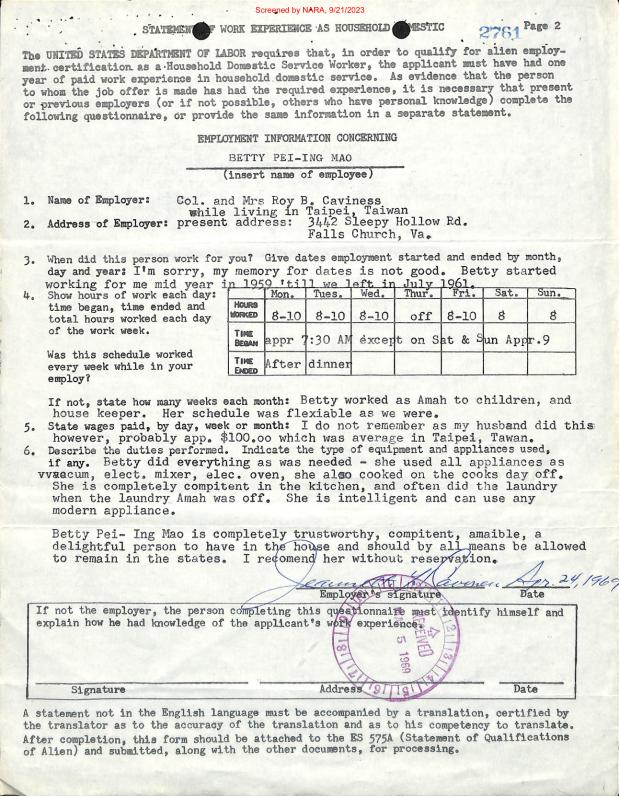 Screened by NARA, 9/21/2023
STATEMENT OF WORK EXPERIENCE AS HOUSEHOLD DOMESTIC
2761 Page 2
The UNITED STATES DEPARTMENT OF LABOR requires that, in order to qualify for alien employ-
ment certification as a Household Domestic Service Worker, the applicant must have had one
year of paid work experience in household domestic service. As evidence that the person
to whom the job offer is made has had the required experience, it is necessary that present
or previous employers (or if not possible, others who have personal knowledge) complete the
following questionnaire, or provide the same information in a separate statement.
EMPLOYMENT INFORMATION CONCERNING
BETTY PEI-ING MAO
(insert name of employee)
1. Name of Employer: Col. and Mrs Roy B. Caviness
while living in Taipei, Taiwan
2. Address of Employer: present address: 3442 Sleepy Hollow Rd.
Falls Church, Va.
3. When did this person work for you? Give dates employment started and ended by month,
day and year: I'm sorry, my memory for dates is not good. Betty started
working for me mid year in 1959 'till we left in July 1961.
4. Show hours of work each day:
time began, time ended and
total hours worked each day
of the work week.
Was this schedule worked
every week while in your
employ?
Mon. Tues. Wed. Thur. Fri. Sat. Sun.
HOURS WORKED 8-10 8-10 8-10 off 8-10 8 8
TIME BEGAN appr 7:30 AM except on Sat & Sun Appr.9
TIME ENDED After dinner
If not, state how many weeks each month: Betty worked as Amah to children, and
house keeper. Her schedule was flexiable as we were.
5. State wages paid, by day, week or month: I do not remember as my husband did this
however, probably app. $100.00 which was average in Taipei, Tawan.
6. Describe the duties performed. Indicate the type of equipment and appliances used,
if any. Betty did everything as was needed - she used all appliances as
vvaecum, elect. mixer, elec. oven, she also cooked on the cooks day off.
She is completely compitent in the kitchen, and often did the laundry
when the laundry Amah was off. She is intelligent and can use any
modern appliance.
Betty Pei- Ing Mao is completely trustworthy, compitent, amaible, a
delightful person to have in the house and should by all means be allowed
to remain in the states. I recomend her without reservation.
Apr. 24, 1969
Employer's signature Date
If not the employer, the person completing this questionnaire must identify himself and
explain how he had knowledge of the applicant's work experience.
RECEIVED
5 1969
Signature Address Date
A statement not in the English language must be accompanied by a translation, certified by
the translator as to the accuracy of the translation and as to his competency to translate.
After completion, this form should be attached to the ES 575A (Statement of Qualifications
of Alien) and submitted, along with the other documents, for processing.